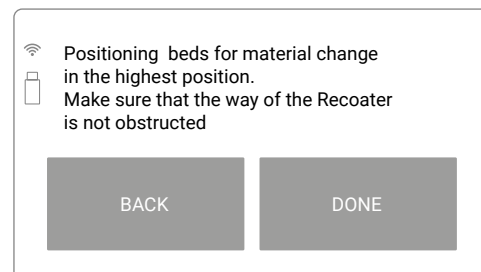 Positioning  beds for material change
in the highest position.
Make sure that the way of the Recoater
is not obstructed
BACK
DONE